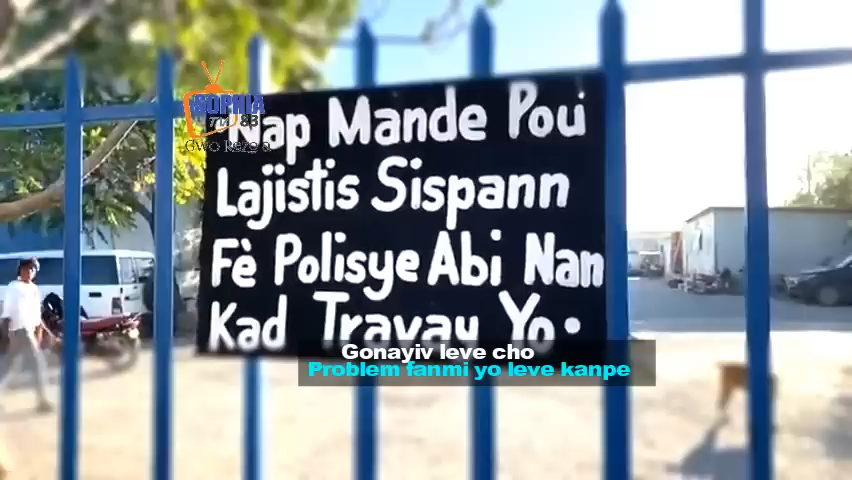 SOPHIA
Nap Mande Pou
Lajistis Sispann
Fè Polisye Abi Nan
Kad Travay Yo.
Gonayiv leve cho
Problem fanmi yo leve kanpe